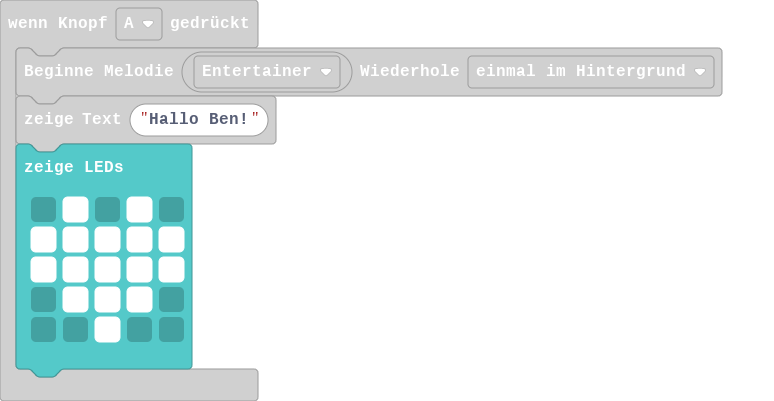 wenn Knopf A gedrückt
Beginne Melodie Entertainer Wiederhole einmal im Hintergrund
zeige Text "Hallo Ben!"
zeige LEDs